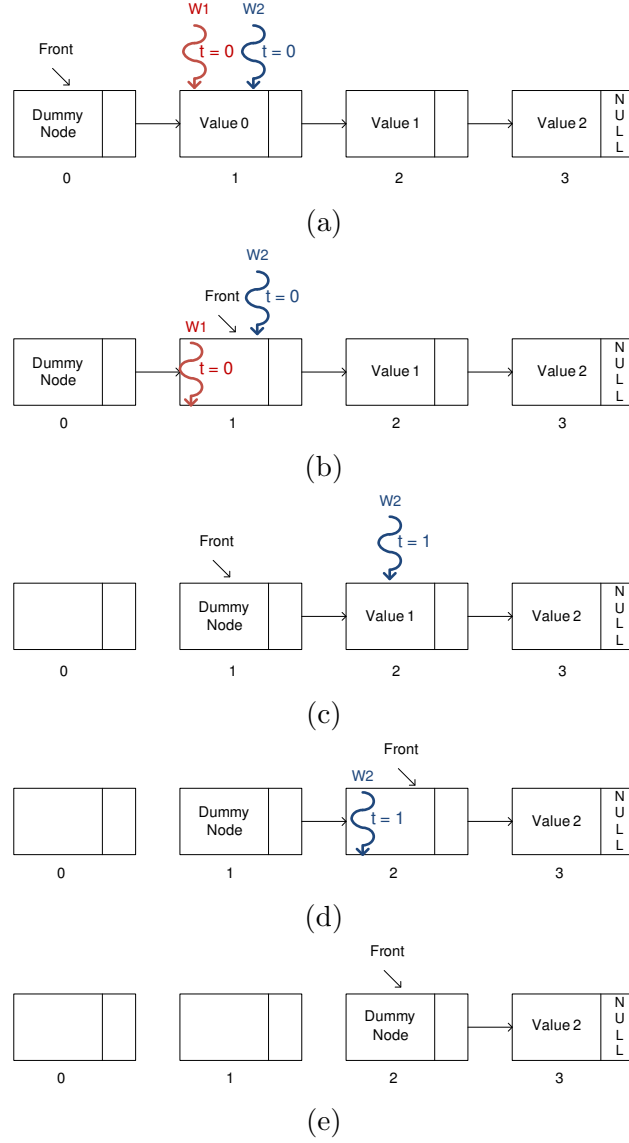 W1 W2
t = 0 t = 0
Front
Dummy
Node
Value 0
Value 1
Value 2
N
U
L
L
0 1 2 3
(a)
W2
t = 0
Front
W1
t = 0
Dummy
Node
Value 1
Value 2
N
U
L
L
0 1 2 3
(b)
W2
t = 1
Front
Dummy
Node
Value 1
Value 2
N
U
L
L
0 1 2 3
(c)
Front
W2
t = 1
Dummy
Node
Value 2
N
U
L
L
0 1 2 3
(d)
Front
Dummy
Node
Value 2
N
U
L
L
0 1 2 3
(e)